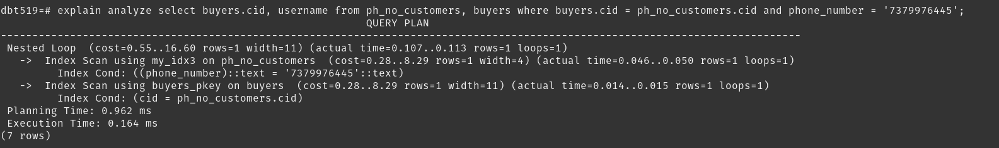 dbt519=# explain analyze select buyers.cid, username from ph_no_customers, buyers where buyers.cid = ph_no_customers.cid and phone_number = '7379976445';
QUERY PLAN
-------------------------------------------------------------------------------------------------------------------------------
Nested Loop  (cost=0.55..16.60 rows=1 width=11) (actual time=0.107..0.113 rows=1 loops=1)
->  Index Scan using my_idx3 on ph_no_customers  (cost=0.28..8.29 rows=1 width=4) (actual time=0.046..0.050 rows=1 loops=1)
Index Cond: ((phone_number)::text = '7379976445'::text)
->  Index Scan using buyers_pkey on buyers  (cost=0.28..8.29 rows=1 width=11) (actual time=0.014..0.015 rows=1 loops=1)
Index Cond: (cid = ph_no_customers.cid)
Planning Time: 0.962 ms
Execution Time: 0.164 ms
(7 rows)